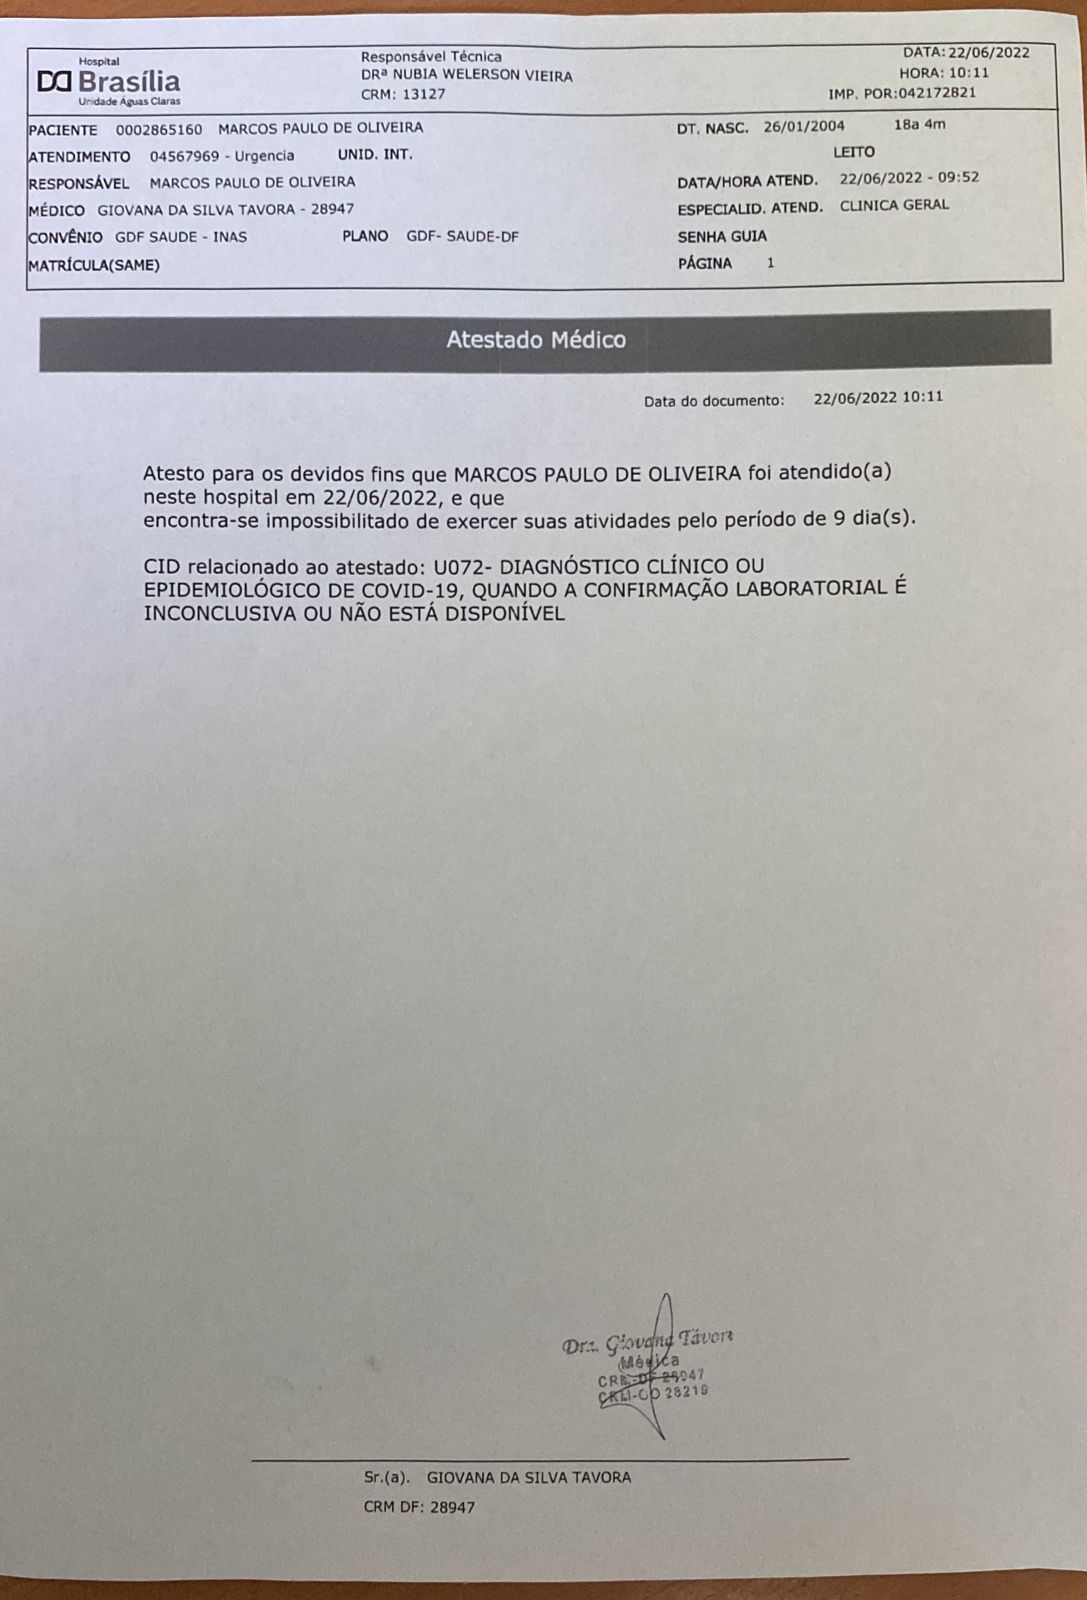 Hospital
Brasília
Unidade Águas Claras
Responsável Técnica
DRª NUBIA WELERSON VIEIRA
CRM: 13127
DATA: 22/06/2022
HORA: 10:11
IMP. POR:042172821
PACIENTE 0002865160 MARCOS PAULO DE OLIVEIRA DT. NASC. 26/01/2004 18a 4m
ATENDIMENTO 04567969 - Urgencia UNID. INT. LEITO
RESPONSÁVEL MARCOS PAULO DE OLIVEIRA DATA/HORA ATEND. 22/06/2022 - 09:52
MÉDICO GIOVANA DA SILVA TAVORA - 28947 ESPECIALID. ATEND. CLINICA GERAL
CONVÊNIO GDF SAUDE - INAS PLANO GDF- SAUDE-DF SENHA GUIA
MATRÍCULA(SAME) PÁGINA 1
Atestado Médico
Data do documento: 22/06/2022 10:11
Atesto para os devidos fins que MARCOS PAULO DE OLIVEIRA foi atendido(a)
neste hospital em 22/06/2022, e que
encontra-se impossibilitado de exercer suas atividades pelo período de 9 dia(s).
CID relacionado ao atestado: U072- DIAGNÓSTICO CLÍNICO OU
EPIDEMIOLÓGICO DE COVID-19, QUANDO A CONFIRMAÇÃO LABORATORIAL É
INCONCLUSIVA OU NÃO ESTÁ DISPONÍVEL
Dra. Giovana Távora
Médica
CRM-DF 28947
CRM-GO 28219
Sr.(a). GIOVANA DA SILVA TAVORA
CRM DF: 28947